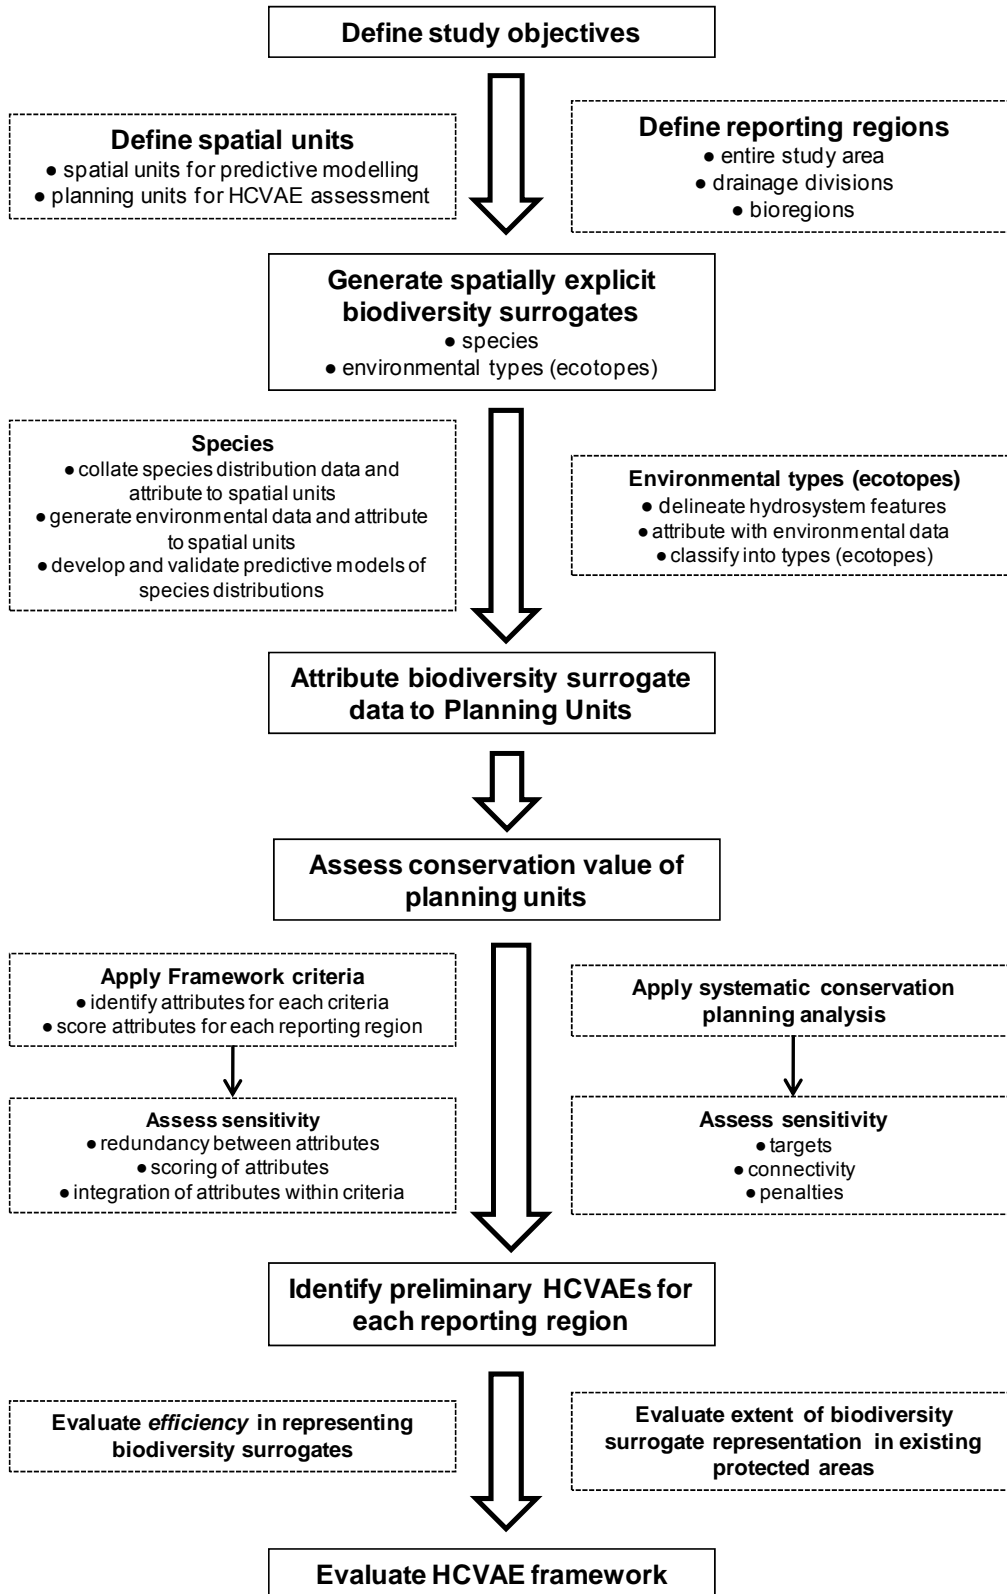 Define study objectives
Define spatial units
● spatial units for predictive modelling
● planning units for HCVAE assessment
Define reporting regions
● entire study area
● drainage divisions
● bioregions
Generate spatially explicit
biodiversity surrogates
● species
● environmental types (ecotopes)
Species
● collate species distribution data and
attribute to spatial units
● generate environmental data and attribute
to spatial units
● develop and validate predictive models of
species distributions
Environmental types (ecotopes)
● delineate hydrosystem features
● attribute with environmental data
● classify into types (ecotopes)
Attribute biodiversity surrogate
data to Planning Units
Assess conservation value of
planning units
Apply Framework criteria
● identify attributes for each criteria
● score attributes for each reporting region
Apply systematic conservation
planning analysis
Assess sensitivity
● redundancy between attributes
● scoring of attributes
● integration of attributes within criteria
Assess sensitivity
● targets
● connectivity
● penalties
Identify preliminary HCVAEs for
each reporting region
Evaluate efficiency in representing
biodiversity surrogates
Evaluate extent of biodiversity
surrogate representation in existing
protected areas
Evaluate HCVAE framework